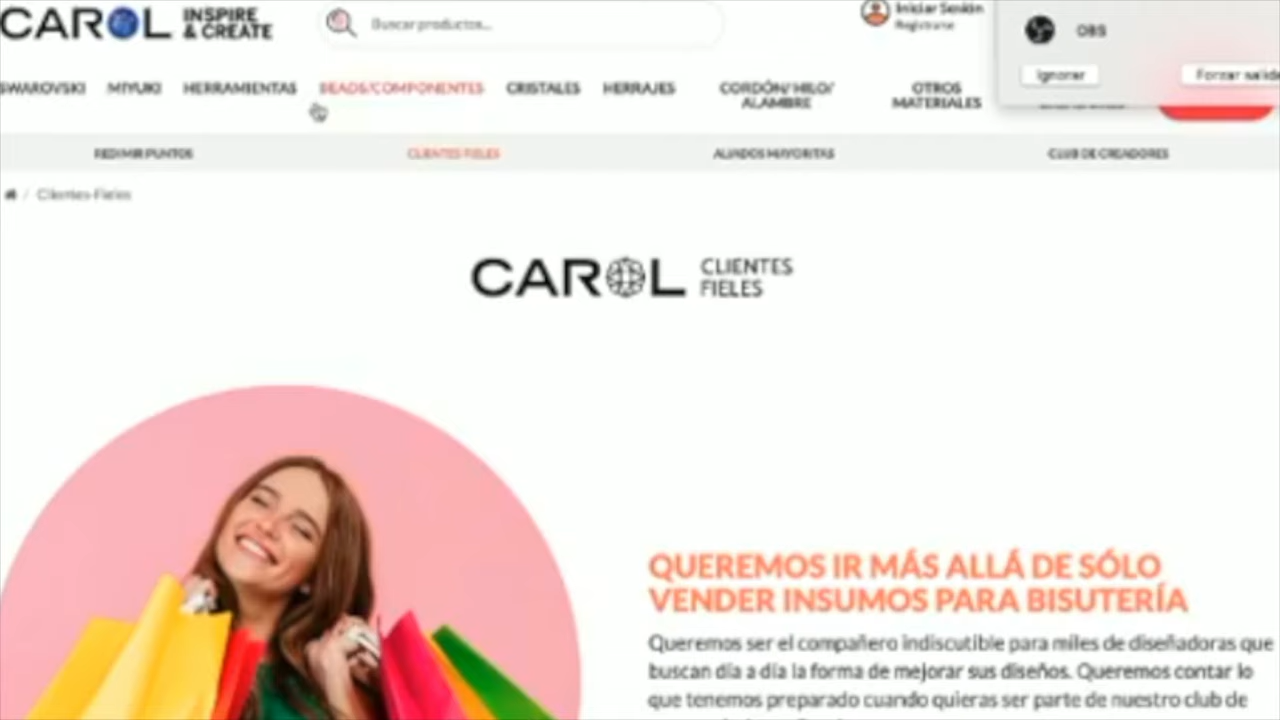 CAROL INSPIRE
& CREATE
Buscar productos...
Iniciar Sesión
Registrarse
OBS
Ignorar
Forzar salida
SWAROVSKI MIYUKI HERRAMIENTAS BEADS/COMPONENTES CRISTALES HERRAJES CORDÓN/ HILO/
ALAMBRE
OTROS
MATERIALES
REDIMIR PUNTOS CLIENTES FIELES ALIADOS MAYORITAS CLUB DE CREADORES
/ Clientes-Fieles
CAROL CLIENTES
FIELES
QUEREMOS IR MÁS ALLÁ DE SÓLO
VENDER INSUMOS PARA BISUTERÍA
Queremos ser el compañero indiscutible para miles de diseñadoras que
buscan día a día la forma de mejorar sus diseños. Queremos contar lo
que tenemos preparado cuando quieras ser parte de nuestro club de